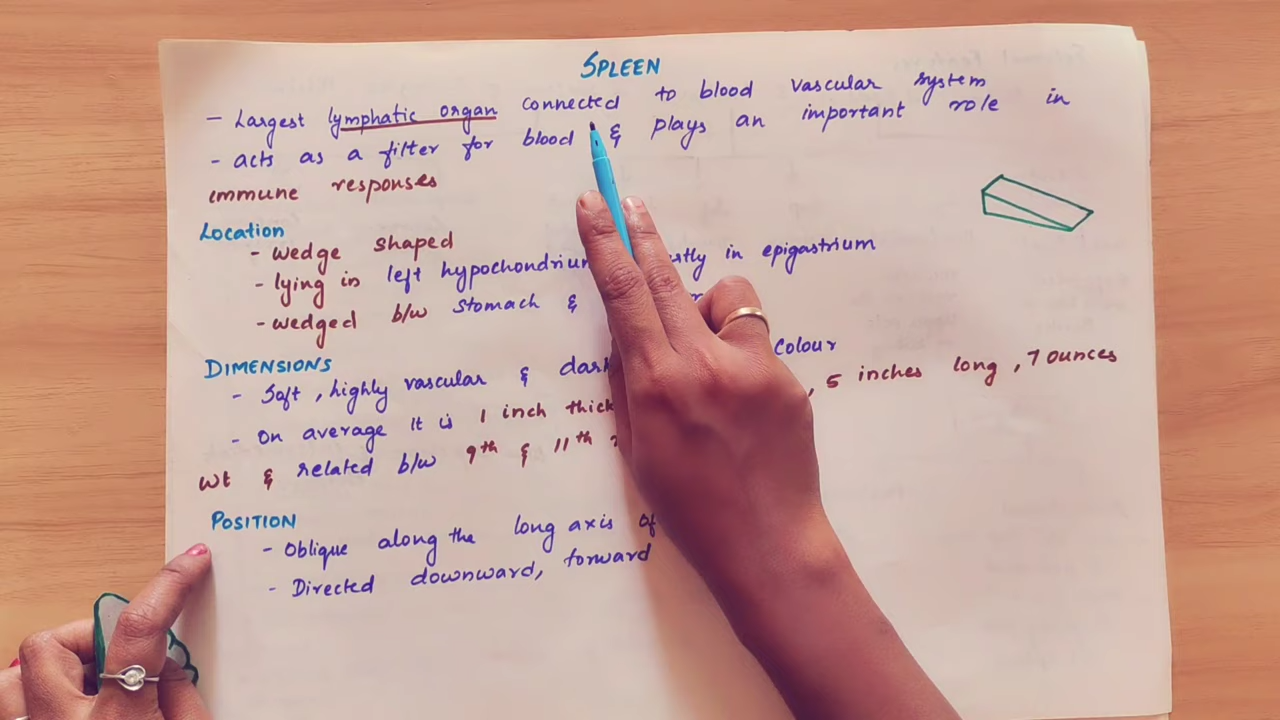 SPLEEN
- Largest lymphatic organ connected to blood vascular system
- acts as a filter for blood & plays an important role in
immune responses
Location
- wedge shaped
- lying in left hypochondrium in epigastrium
- wedged b/w stomach &
DIMENSIONS
- Soft, highly vascular & dark colour
- On average it is 1 inch thick , 5 inches long, 7 ounces
wt & related b/w 9th & 11th
POSITION
- Oblique along the long axis of
- Directed downward, forward